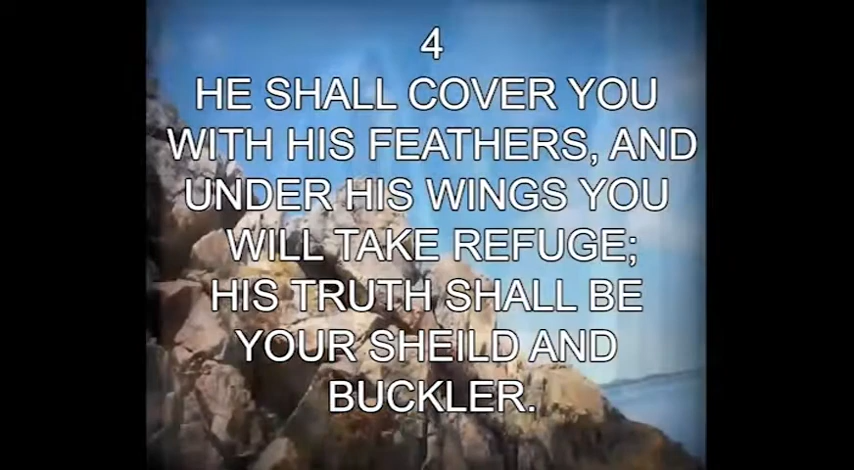 4
HE SHALL COVER YOU
WITH HIS FEATHERS, AND
UNDER HIS WINGS YOU
WILL TAKE REFUGE;
HIS TRUTH SHALL BE
YOUR SHEILD AND
BUCKLER.